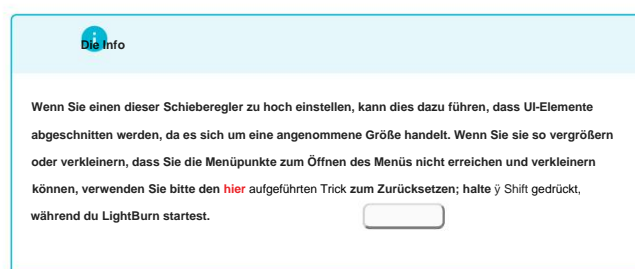 Die Info
Wenn Sie einen dieser Schieberegler zu hoch einstellen, kann dies dazu führen, dass UI-Elemente
abgeschnitten werden, da es sich um eine angenommene Größe handelt. Wenn Sie sie so vergrößern
oder verkleinern, dass Sie die Menüpunkte zum Öffnen des Menüs nicht erreichen und verkleinern
können, verwenden Sie bitte den hier aufgeführten Trick zum Zurücksetzen; halte ÿ Shift gedrückt,
während du LightBurn startest.